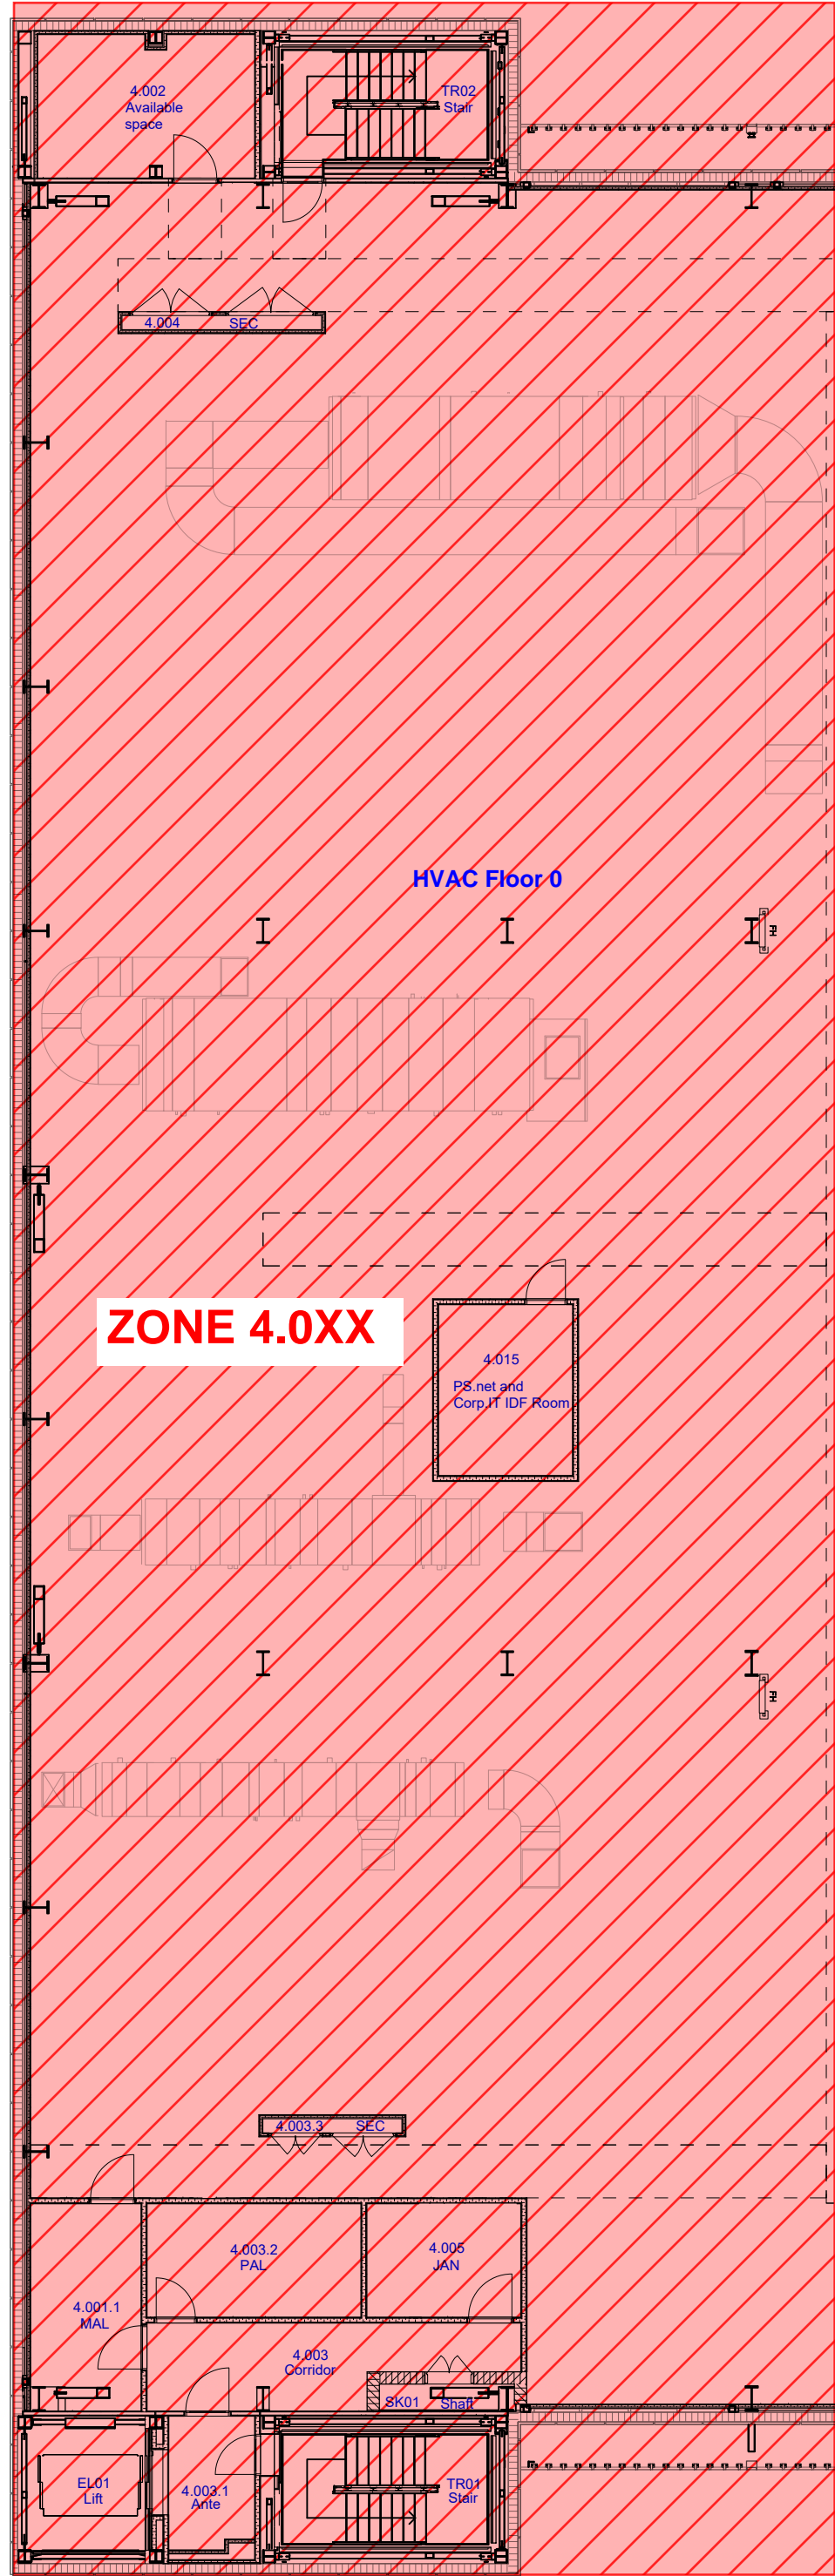 4.002
Available
space
TR02
Stair
4.004
SEC
HVAC Floor 0
FH
ZONE 4.0XX
4.015
PS.net and
Corp.IT IDF Room
FH
4.003.3
SEC
4.003.2
PAL
4.005
JAN
4.001.1
MAL
4.003
Corridor
SK01
Shaft
EL01
Lift
4.003.1
Ante
TR01
Stair